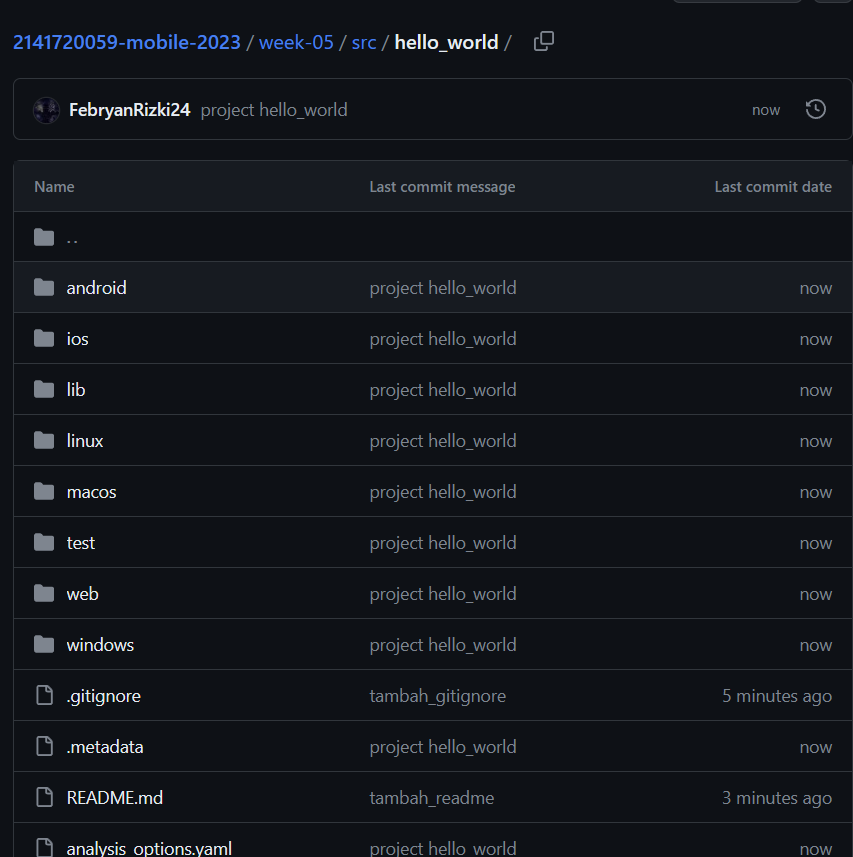 2141720059-mobile-2023 / week-05 / src / hello_world /
FebryanRizki24 project hello_world now
Name Last commit message Last commit date
..
android project hello_world now
ios project hello_world now
lib project hello_world now
linux project hello_world now
macos project hello_world now
test project hello_world now
web project hello_world now
windows project hello_world now
.gitignore tambah_gitignore 5 minutes ago
.metadata project hello_world now
README.md tambah_readme 3 minutes ago
analysis_options.yaml project hello_world now